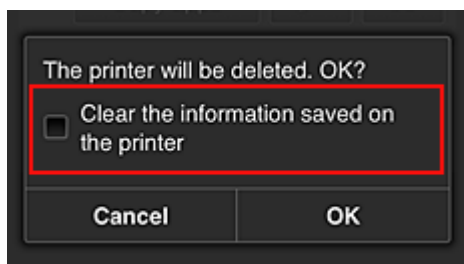 The printer will be deleted. OK?
Clear the information saved on
the printer
Cancel
OK